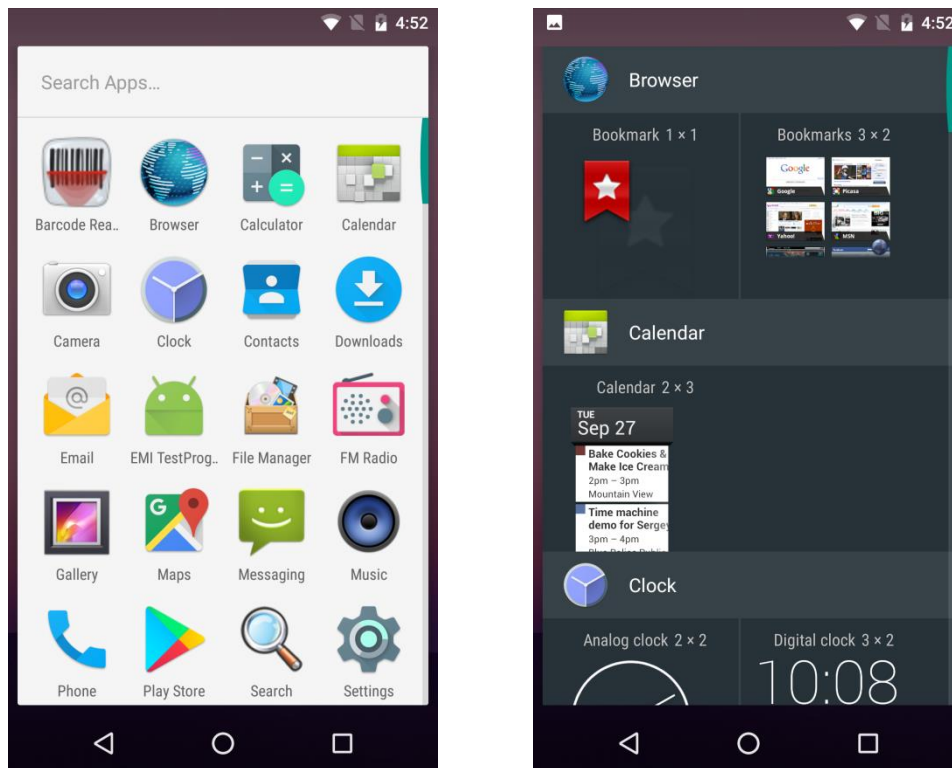 4:52
Search Apps...
Barcode Rea.. Browser Calculator Calendar
Camera Clock Contacts Downloads
Email EMI TestProg.. File Manager FM Radio
G
Gallery Maps Messaging Music
Phone Play Store Search Settings
4:52
Browser
Bookmark 1 × 1 Bookmarks 3 × 2
Google
Google Picasa
Yahoo! MSN
Calendar
Calendar 2 × 3
TUE
Sep 27
Bake Cookies &
Make Ice Cream
2pm – 3pm
Mountain View
Time machine
demo for Sergey
3pm – 4pm
Clock
Analog clock 2 × 2 Digital clock 3 × 2
10:08